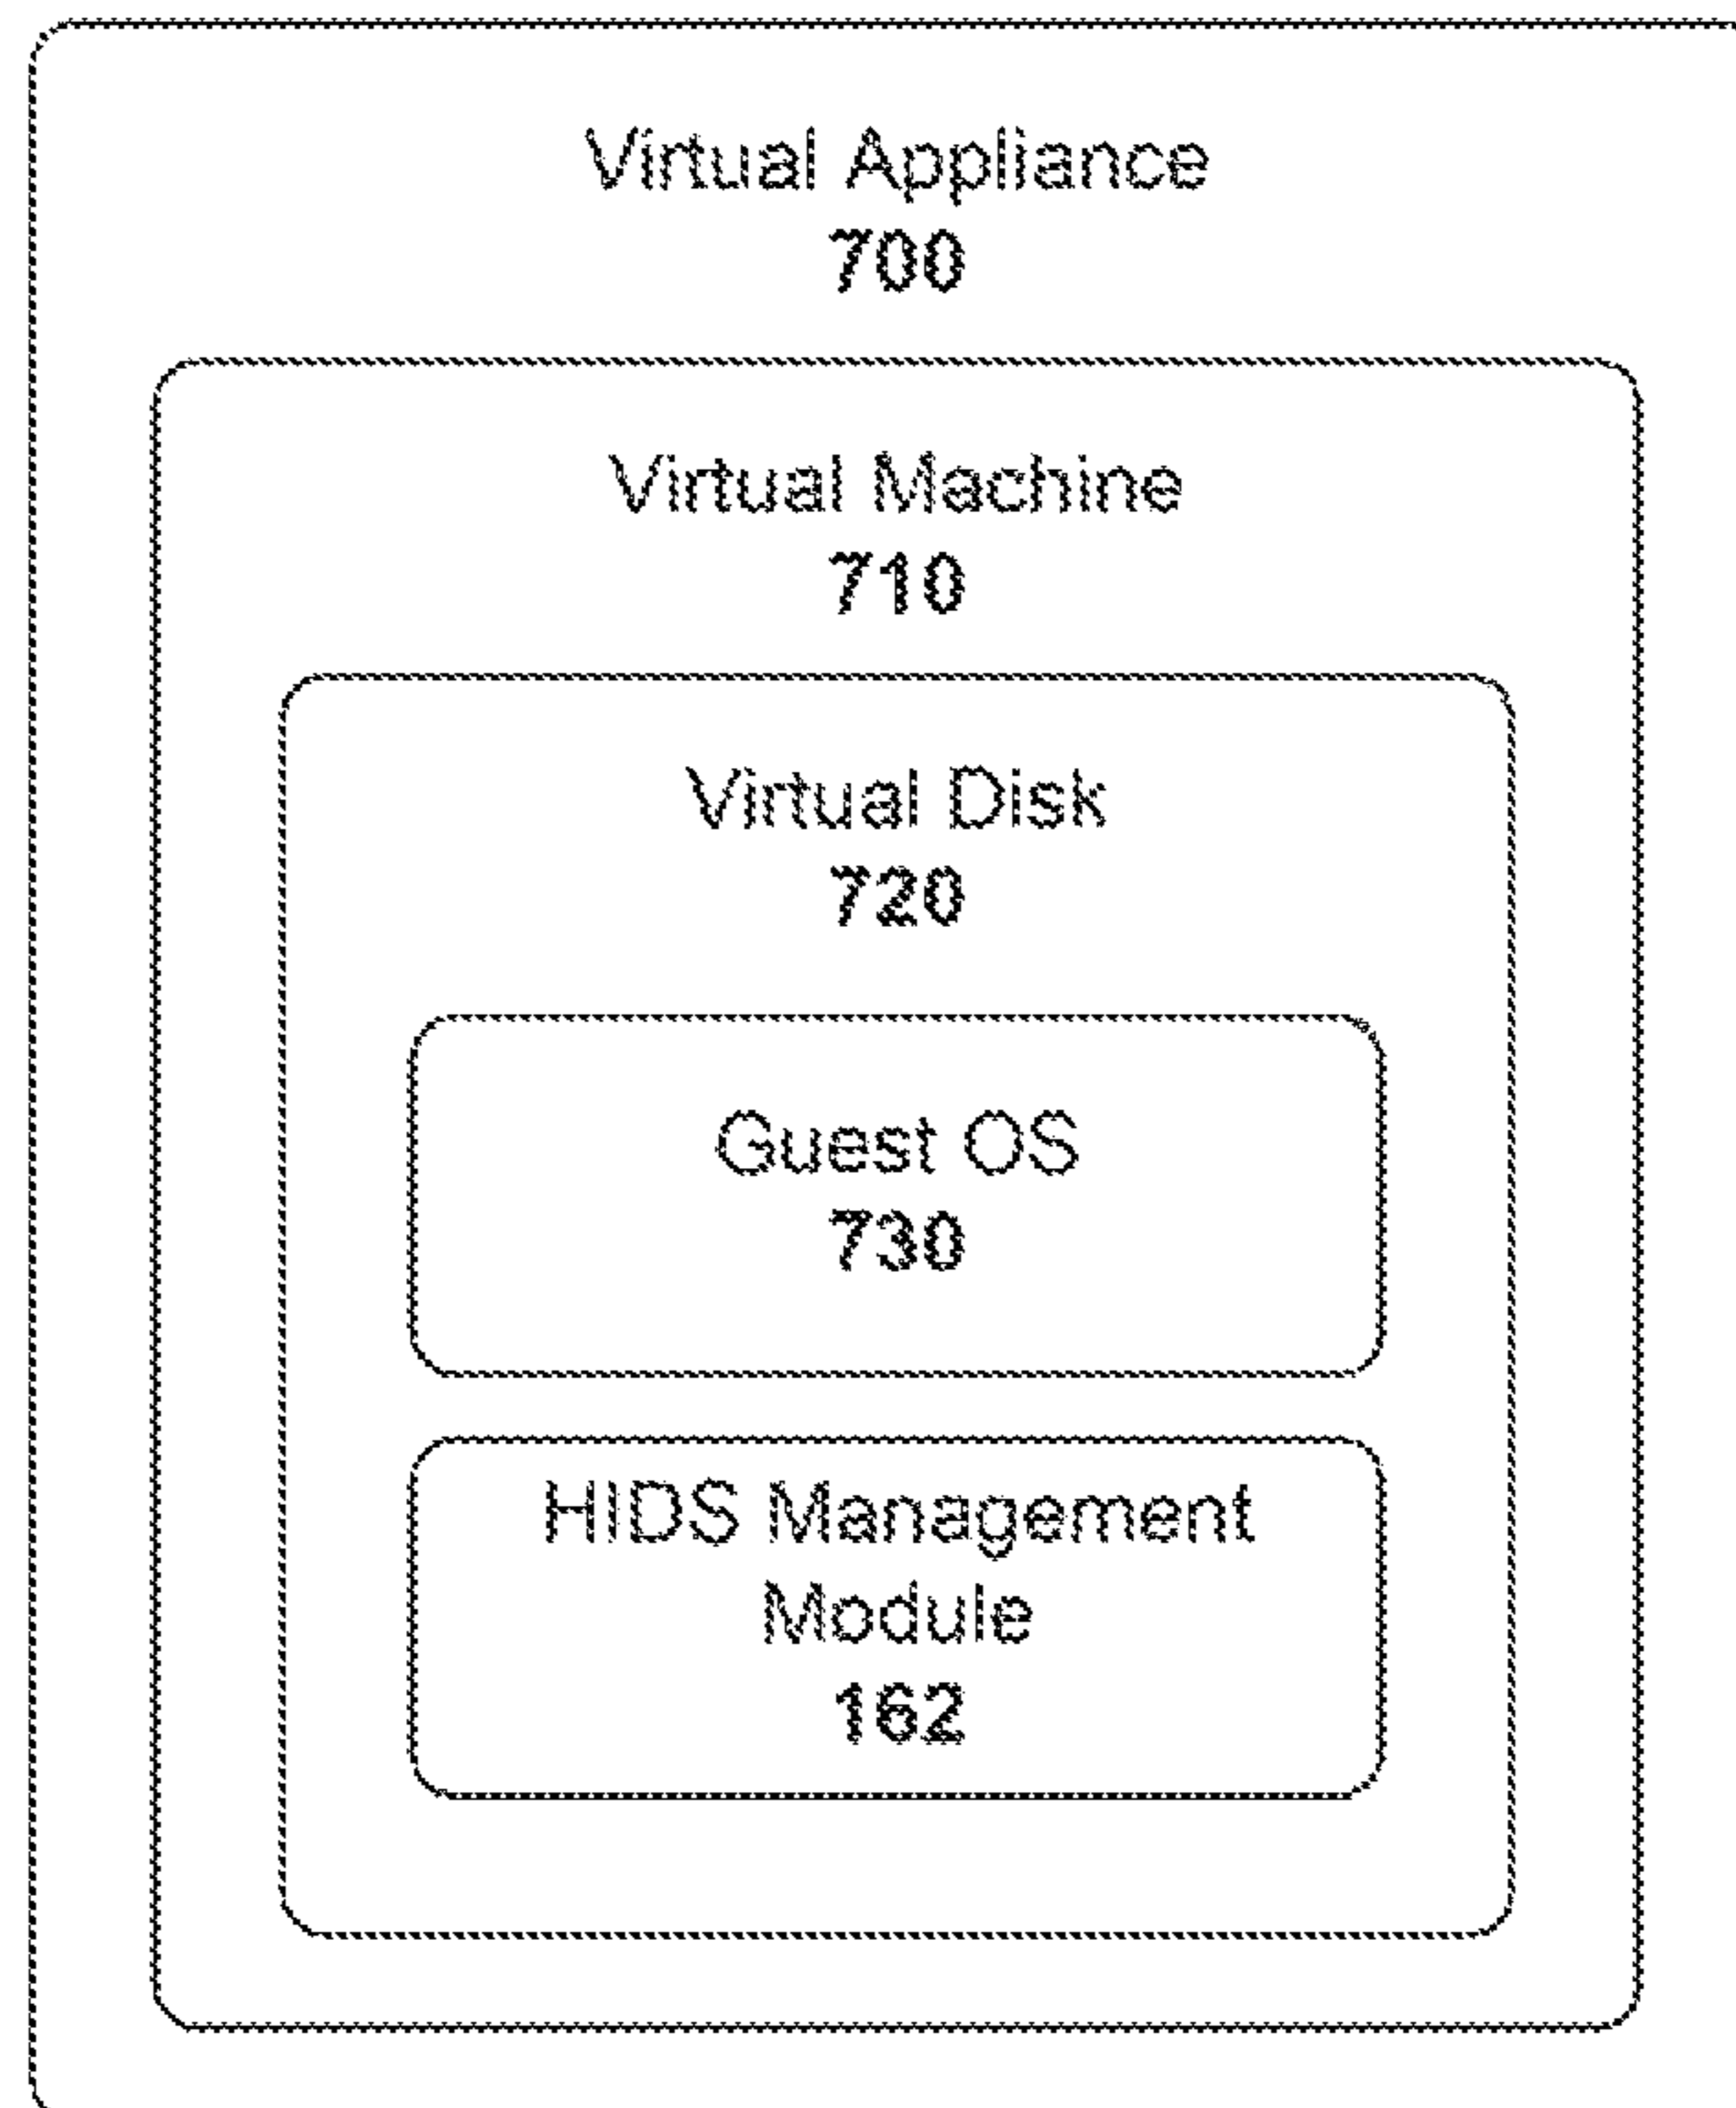 Virtual Appliance
700
Virtual Machine
710
Virtual Disk
720
Guest OS
730
HIDS Management
Module
162